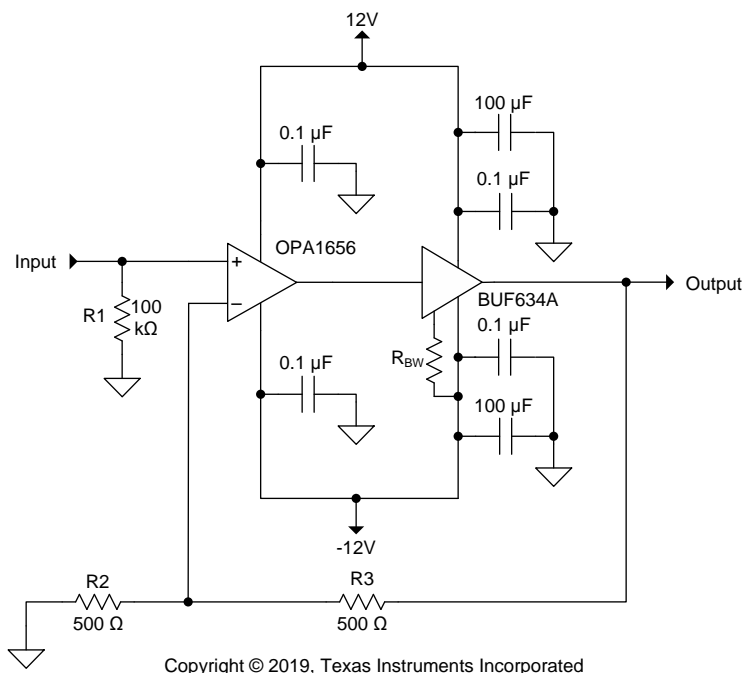 12V
100 µF
0.1 µF
0.1 µF
OPA1656
Input
+
−
R1
100
kΩ
BUF634A
Output
0.1 µF
RBW
0.1 µF
100 µF
-12V
R2
500 Ω
R3
500 Ω
Copyright © 2019, Texas Instruments Incorporated